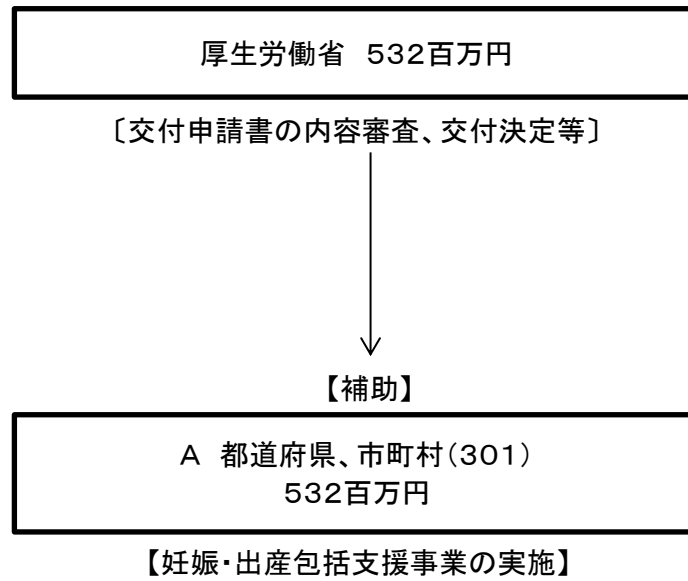 厚生労働省　５３２百万円
〔交付申請書の内容審査、交付決定等〕
【補助】
Ａ　都道府県、市町村（３０１）
５３２百万円
【妊娠・出産包括支援事業の実施】